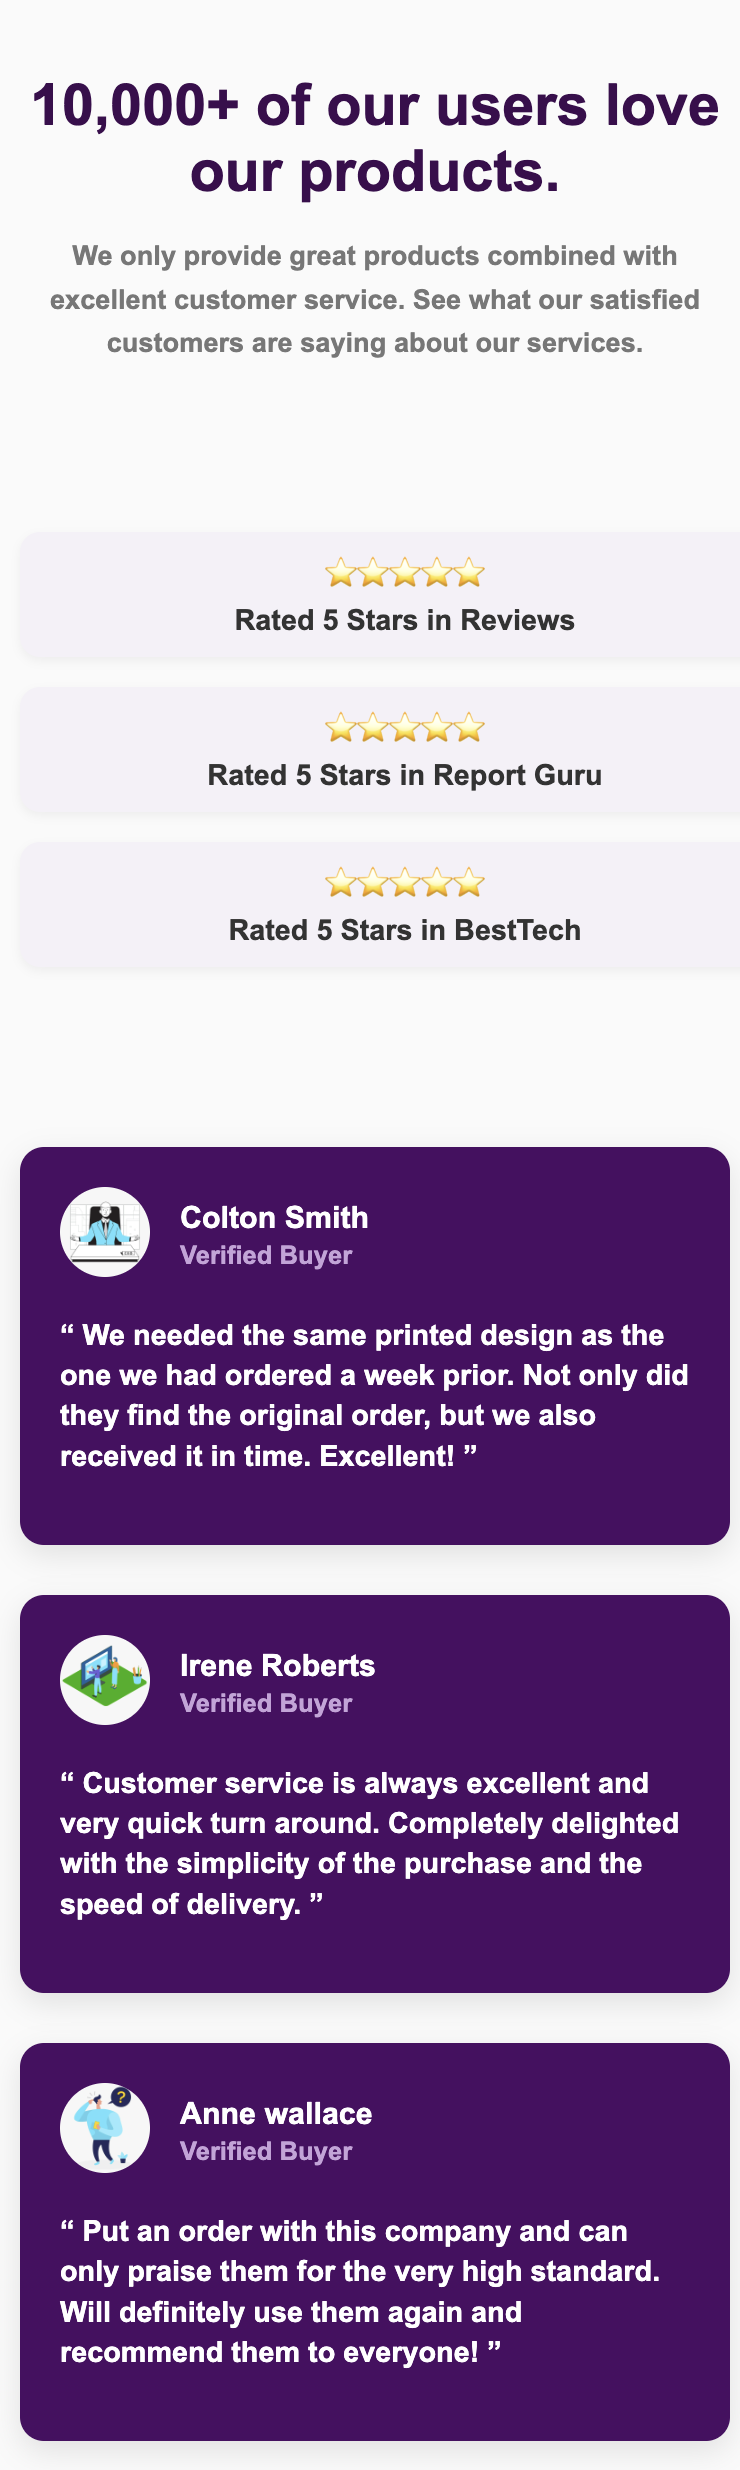 10,000+ of our users love
our products.
We only provide great products combined with
excellent customer service. See what our satisfied
customers are saying about our services.
Rated 5 Stars in Reviews
Rated 5 Stars in Report Guru
Rated 5 Stars in BestTech
Colton Smith
Verified Buyer
“ We needed the same printed design as the
one we had ordered a week prior. Not only did
they find the original order, but we also
received it in time. Excellent! ”
Irene Roberts
Verified Buyer
“ Customer service is always excellent and
very quick turn around. Completely delighted
with the simplicity of the purchase and the
speed of delivery. ”
?
Anne wallace
Verified Buyer
“ Put an order with this company and can
only praise them for the very high standard.
Will definitely use them again and
recommend them to everyone! ”